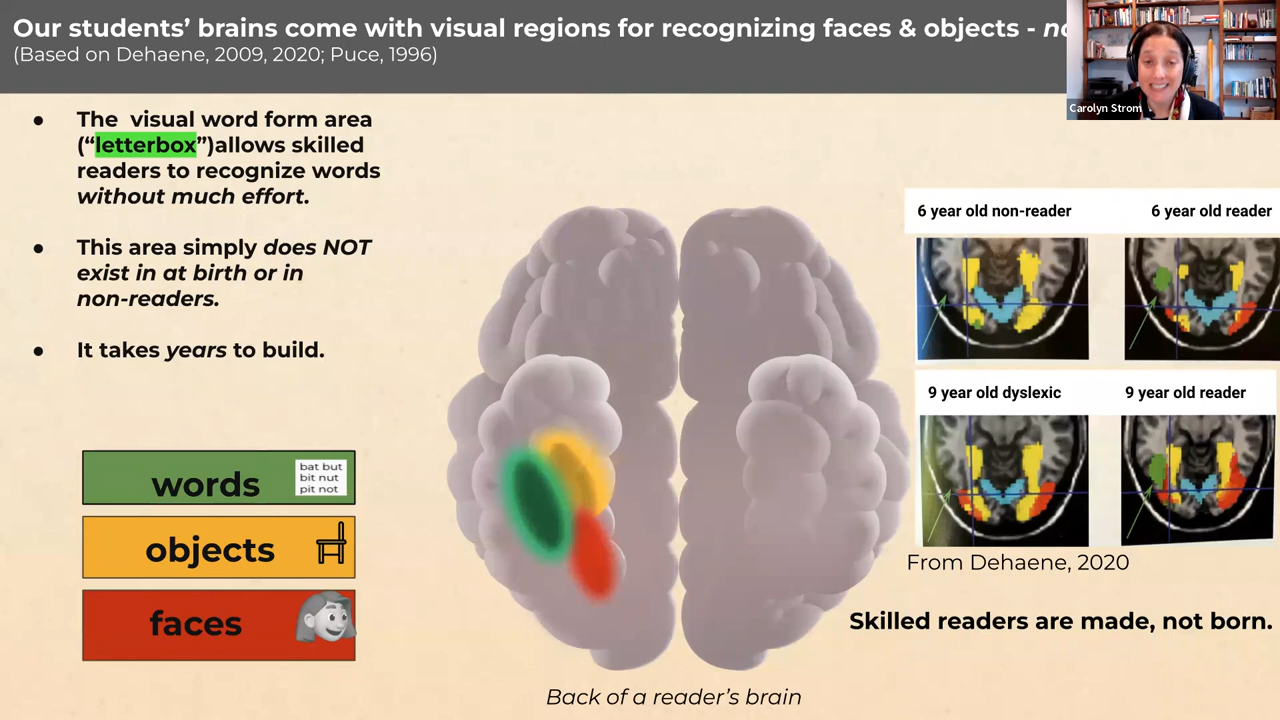 Our students’ brains come with visual regions for recognizing faces & objects -
(Based on Dehaene, 2009, 2020; Puce, 1996)
Carolyn Strom
● The visual word form area
(“letterbox”)allows skilled
readers to recognize words
without much effort.
● This area simply does NOT
exist in at birth or in
non-readers.
● It takes years to build.
words
bat but
bit nut
pit not
objects
faces
6 year old non-reader
6 year old reader
9 year old dyslexic
9 year old reader
From Dehaene, 2020
Skilled readers are made, not born.
Back of a reader’s brain